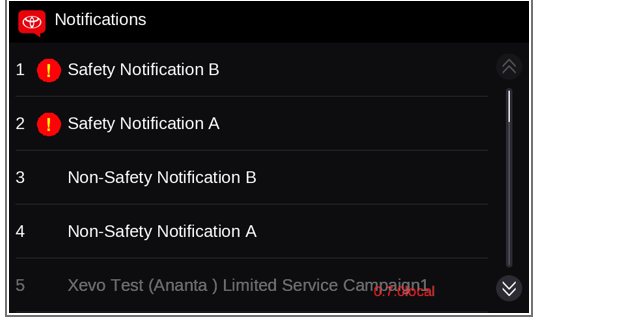 Notifications
1 ! Safety Notification B
2 ! Safety Notification A
3 Non-Safety Notification B
4 Non-Safety Notification A
5 Xevo Test (Ananta ) Limited Service Campaign1
0.7.0local